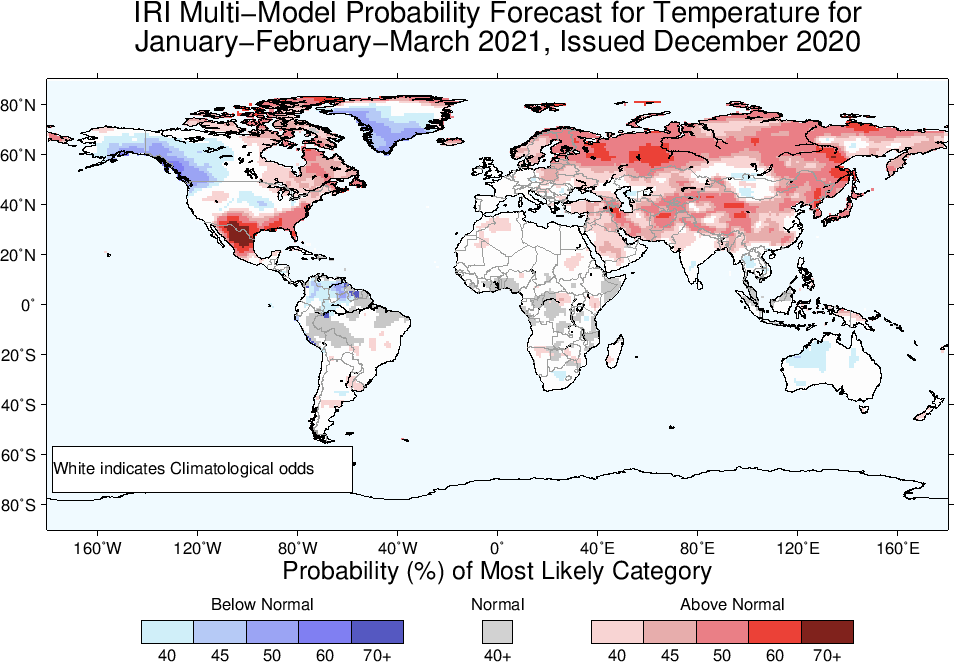 IRI Multi−Model Probability Forecast for Temperature for
January−February−March 2021, Issued December 2020
80˚N
60˚N
40˚N
20˚N
0˚
20˚S
40˚S
60˚S
80˚S
White indicates Climatological odds
160˚W 120˚W 80˚W 40˚W 0˚ 40˚E 80˚E 120˚E 160˚E
Probability (%) of Most Likely Category
Below Normal Normal Above Normal
40 45 50 60 70+ 40+ 40 45 50 60 70+